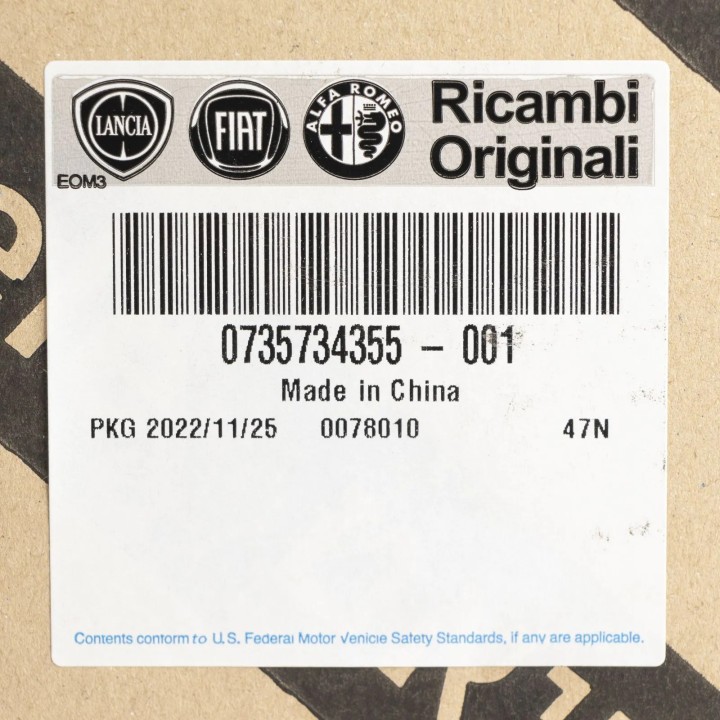 LANCIA FIAT ALFA ROMEO Ricambi
Originali
EOM3
0735734355 – 001
Made in China
PKG 2022/11/25 0078010 47N
Contents conform to U.S. Federal Motor Vehicle Safety Standards, if any are applicable.